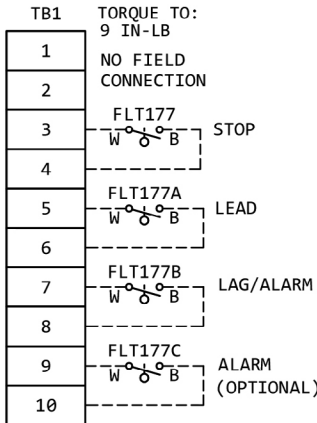 TB1 TORQUE TO:
9 IN-LB
1
NO FIELD
2 CONNECTION
FLT177
3 W B STOP
4
FLT177A
5 W B LEAD
6
FLT177B
7 W B LAG/ALARM
8
FLT177C
9 W B ALARM
(OPTIONAL)
10